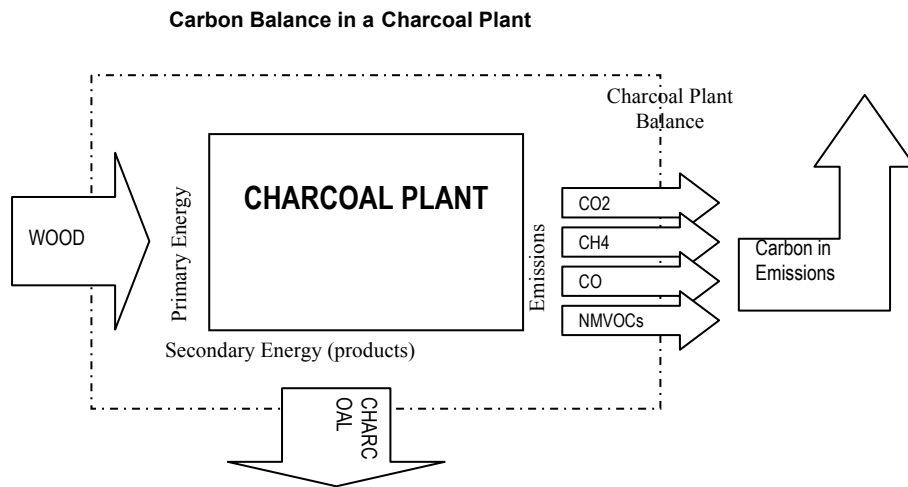 Carbon Balance in a Charcoal Plant
Charcoal Plant
Balance
WOOD
Primary Energy
CHARCOAL PLANT
Emissions
CO2
CH4
CO
NMVOCs
Carbon in
Emissions
Secondary Energy (products)
CHARC
OAL